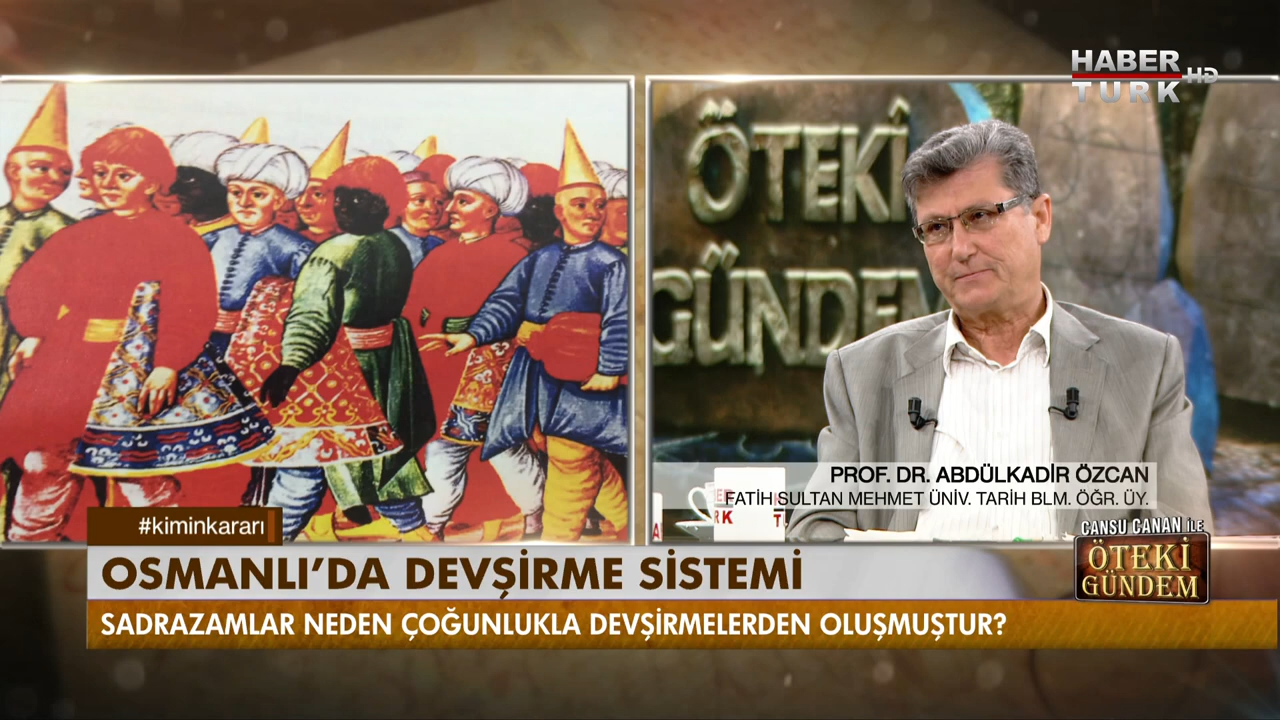 HABER
TURK HD
ÖTEKİ
GÜNDEM
PROF. DR. ABDÜLKADİR ÖZCAN
FATİH SULTAN MEHMET ÜNİV. TARİH BLM. ÖĞR. ÜY.
#kiminkararı
CANSU CANAN İLE
ÖTEKİ
GÜNDEM
OSMANLI'DA DEVŞİRME SİSTEMİ
SADRAZAMLAR NEDEN ÇOĞUNLUKLA DEVŞİRMELERDEN OLUŞMUŞTUR?